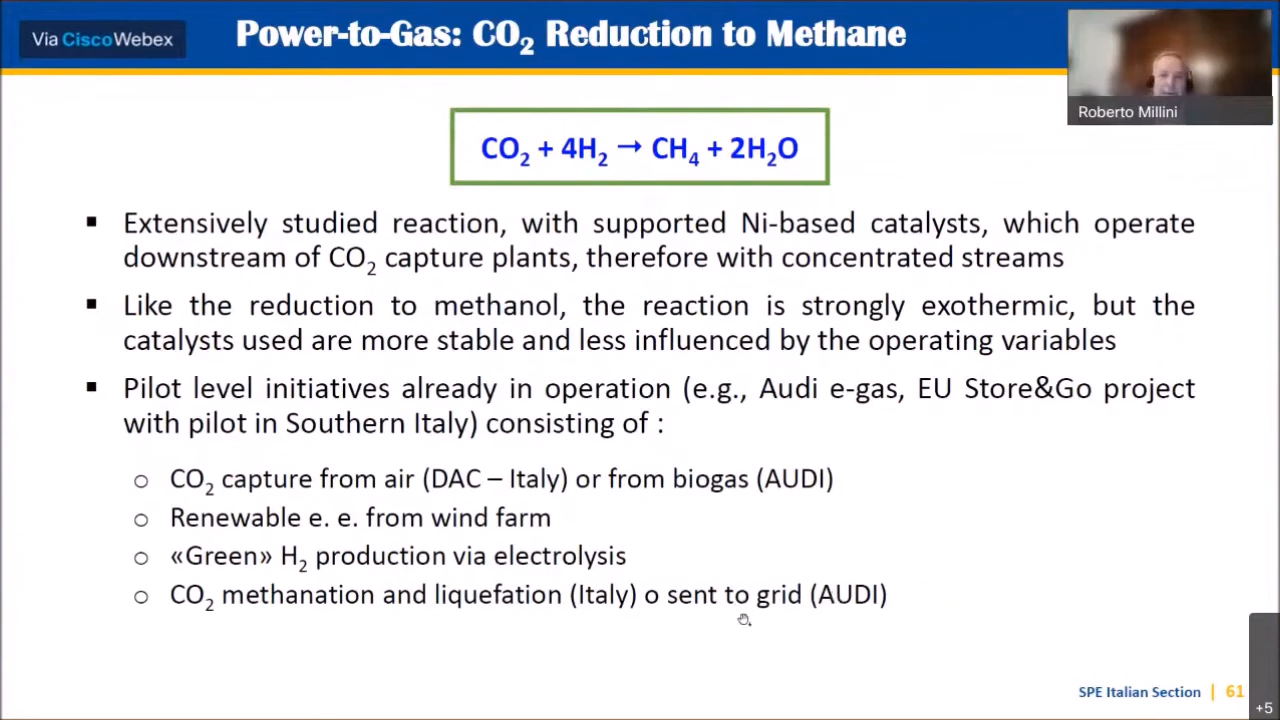 Via CiscoWebex
Power-to-Gas: CO₂ Reduction to Methane
Roberto Millini
CO₂ + 4H₂ → CH₄ + 2H₂O
▪ Extensively studied reaction, with supported Ni-based catalysts, which operate
downstream of CO₂ capture plants, therefore with concentrated streams
▪ Like the reduction to methanol, the reaction is strongly exothermic, but the
catalysts used are more stable and less influenced by the operating variables
▪ Pilot level initiatives already in operation (e.g., Audi e-gas, EU Store&Go project
with pilot in Southern Italy) consisting of :
o CO₂ capture from air (DAC – Italy) or from biogas (AUDI)
o Renewable e. e. from wind farm
o «Green» H₂ production via electrolysis
o CO₂ methanation and liquefation (Italy) o sent to grid (AUDI)
SPE Italian Section | 61
+5